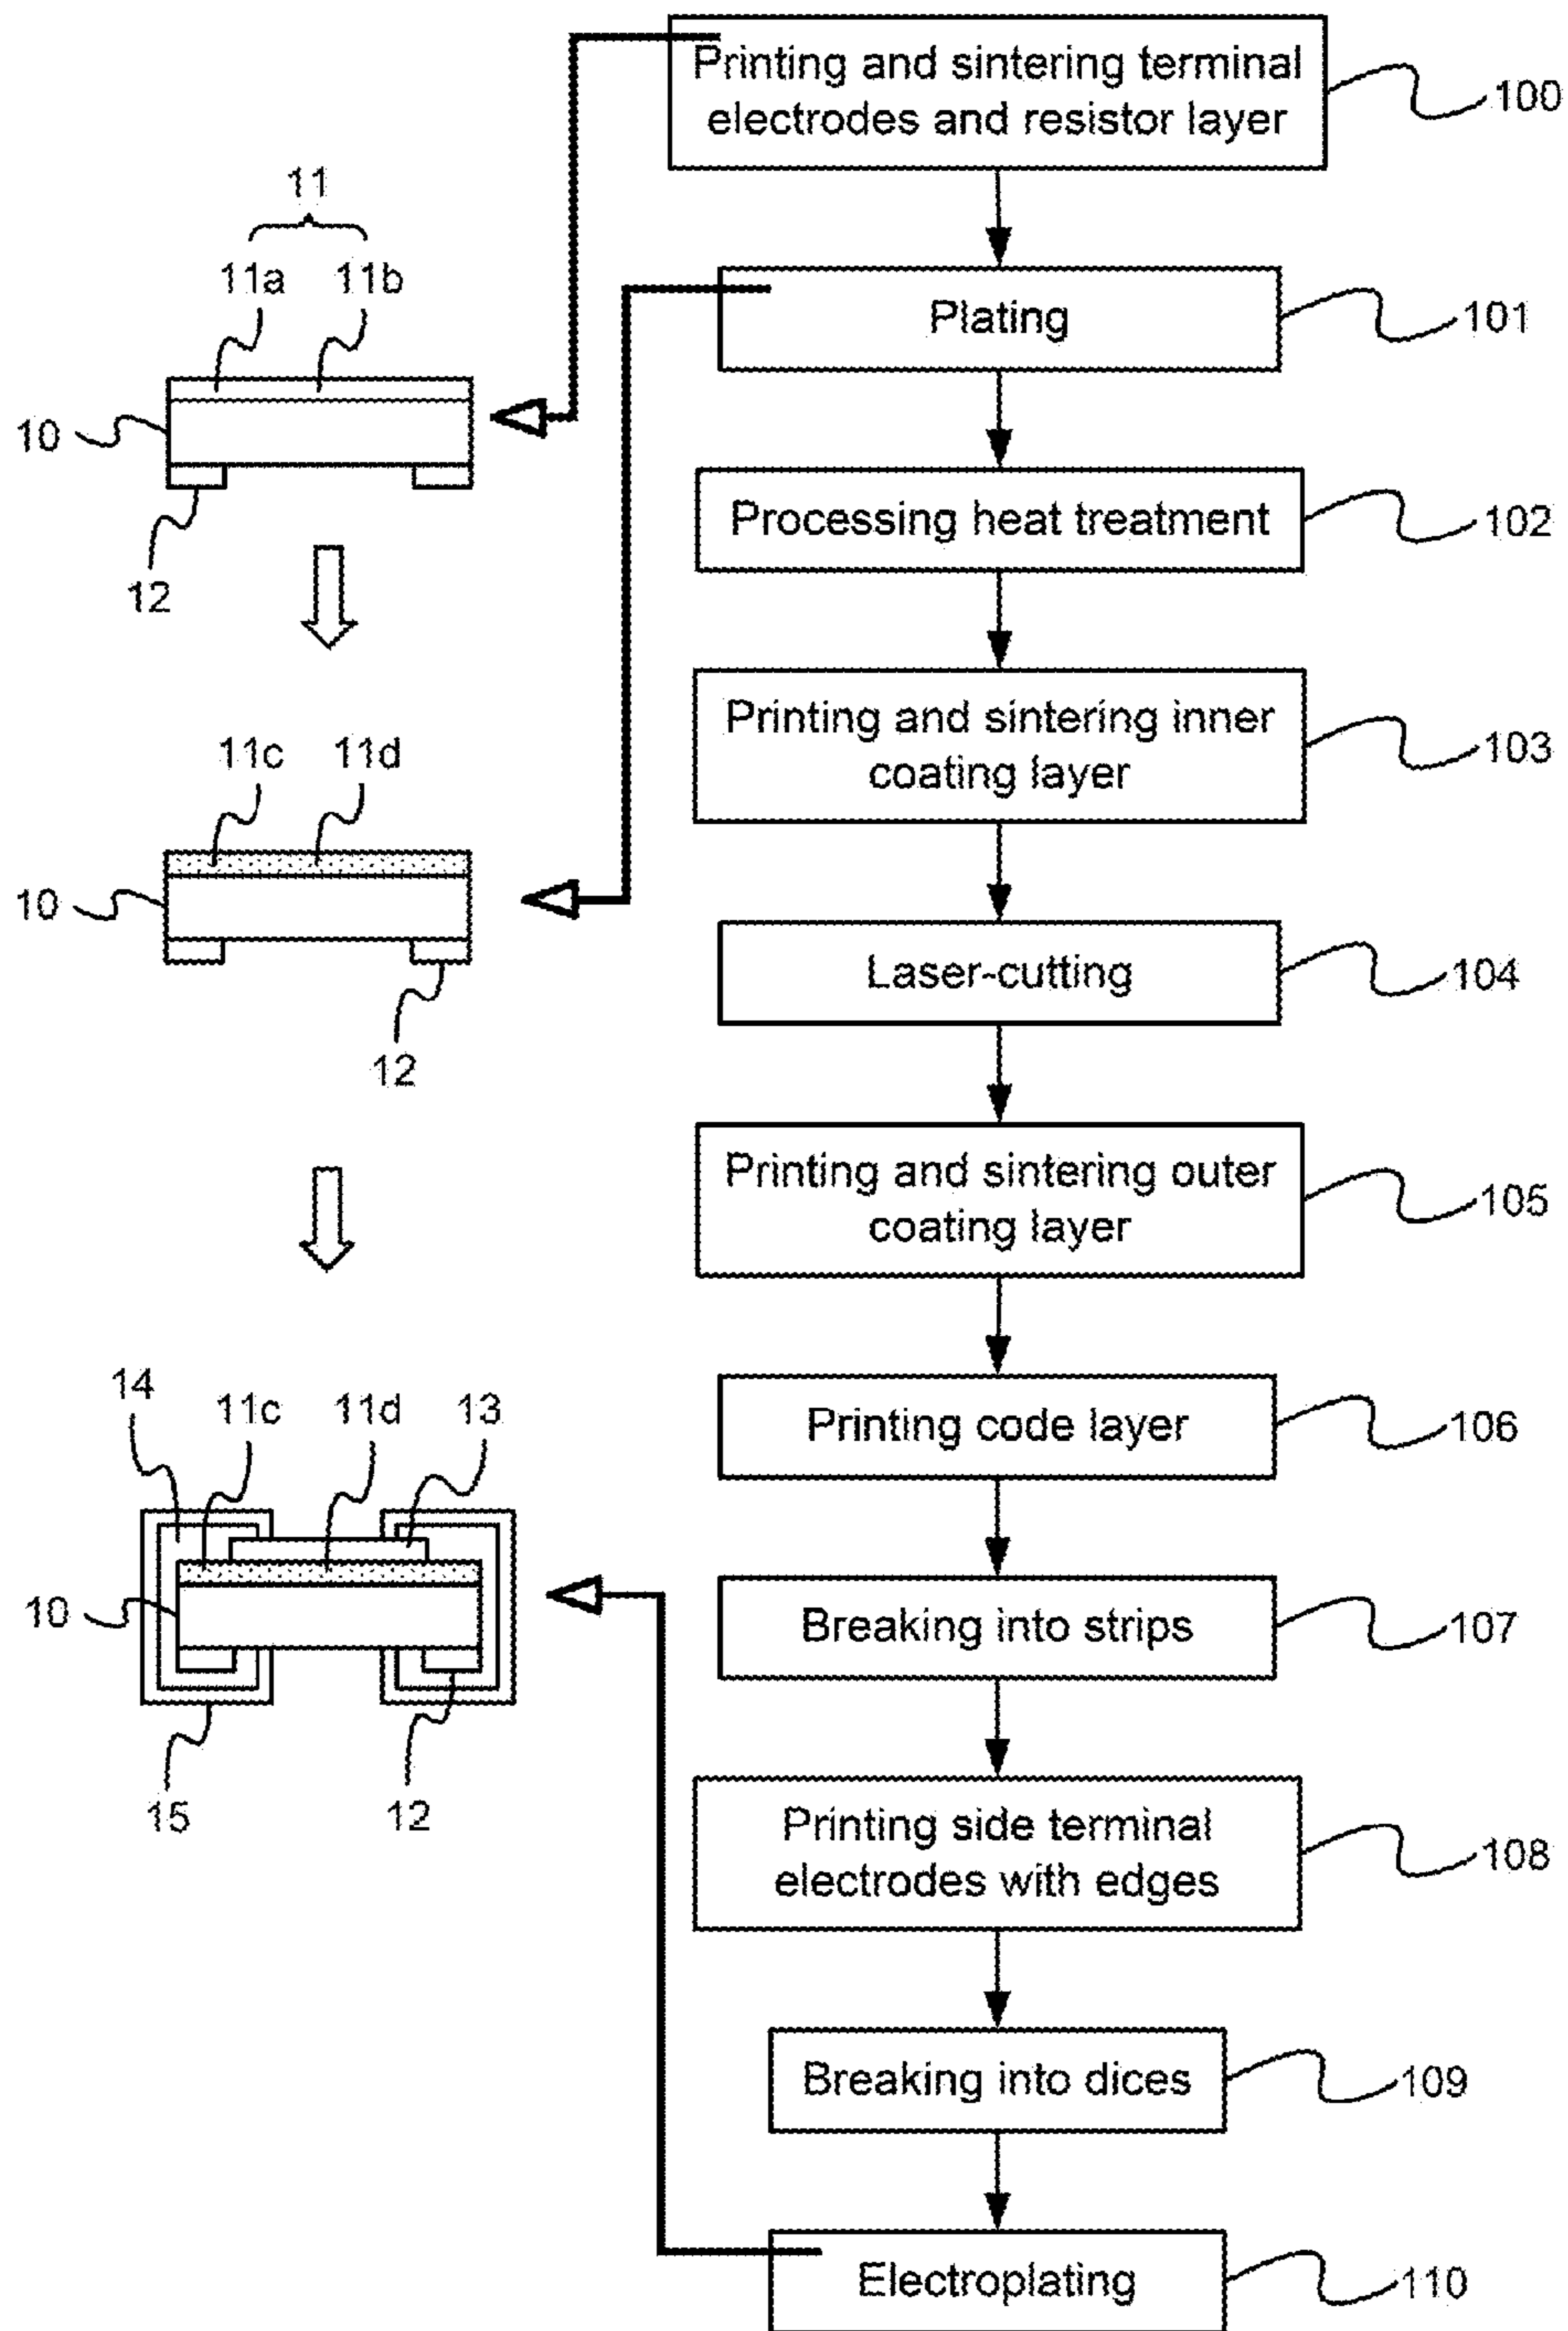 Printing and sintering terminal
electrodes and resistor layer
100
11
11a 11b
Plating
101
10
12
Processing heat treatment
102
Printing and sintering inner
coating layer
103
11c 11d
10
12
Laser-cutting
104
Printing and sintering outer
coating layer
105
14 11c 11d 13
Printing code layer
106
10
Breaking into strips
107
15 12
Printing side terminal
electrodes with edges
108
Breaking into dices
109
Electroplating
110